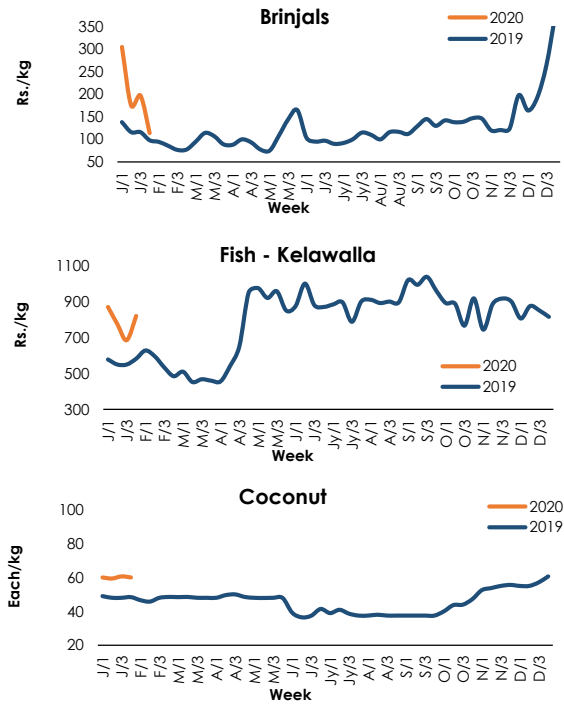 Brinjals
2020
2019
Rs./kg
350
300
250
200
150
100
50
J/1 J/3 F/1 F/3 M/1 M/3 A/1 A/3 M/1 M/3 J/1 J/3 Jy/1 Jy/3 Au/1 Au/3 S/1 S/3 O/1 O/3 N/1 N/3 D/1 D/3
Week
Fish - Kelawalla
Rs./kg
1100
900
700
500
300
2020
2019
J/1 J/3 F/1 F/3 M/1 M/3 A/1 A/3 M/1 M/3 J/1 J/3 Jy/1 Jy/3 A/1 A/3 S/1 S/3 O/1 O/3 N/1 N/3 D/1 D/3
Week
Coconut
2020
2019
Each/kg
100
80
60
40
20
J/1 J/3 F/1 F/3 M/1 M/3 A/1 A/3 M/1 M/3 J/1 J/3 Jy/1 Jy/3 A/1 A/3 S/1 S/3 O/1 O/3 N/1 N/3 D/1 D/3
Week